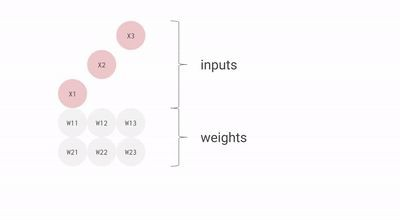 X3
X2
inputs
X1
W11 W12 W13
weights
W21 W22 W23